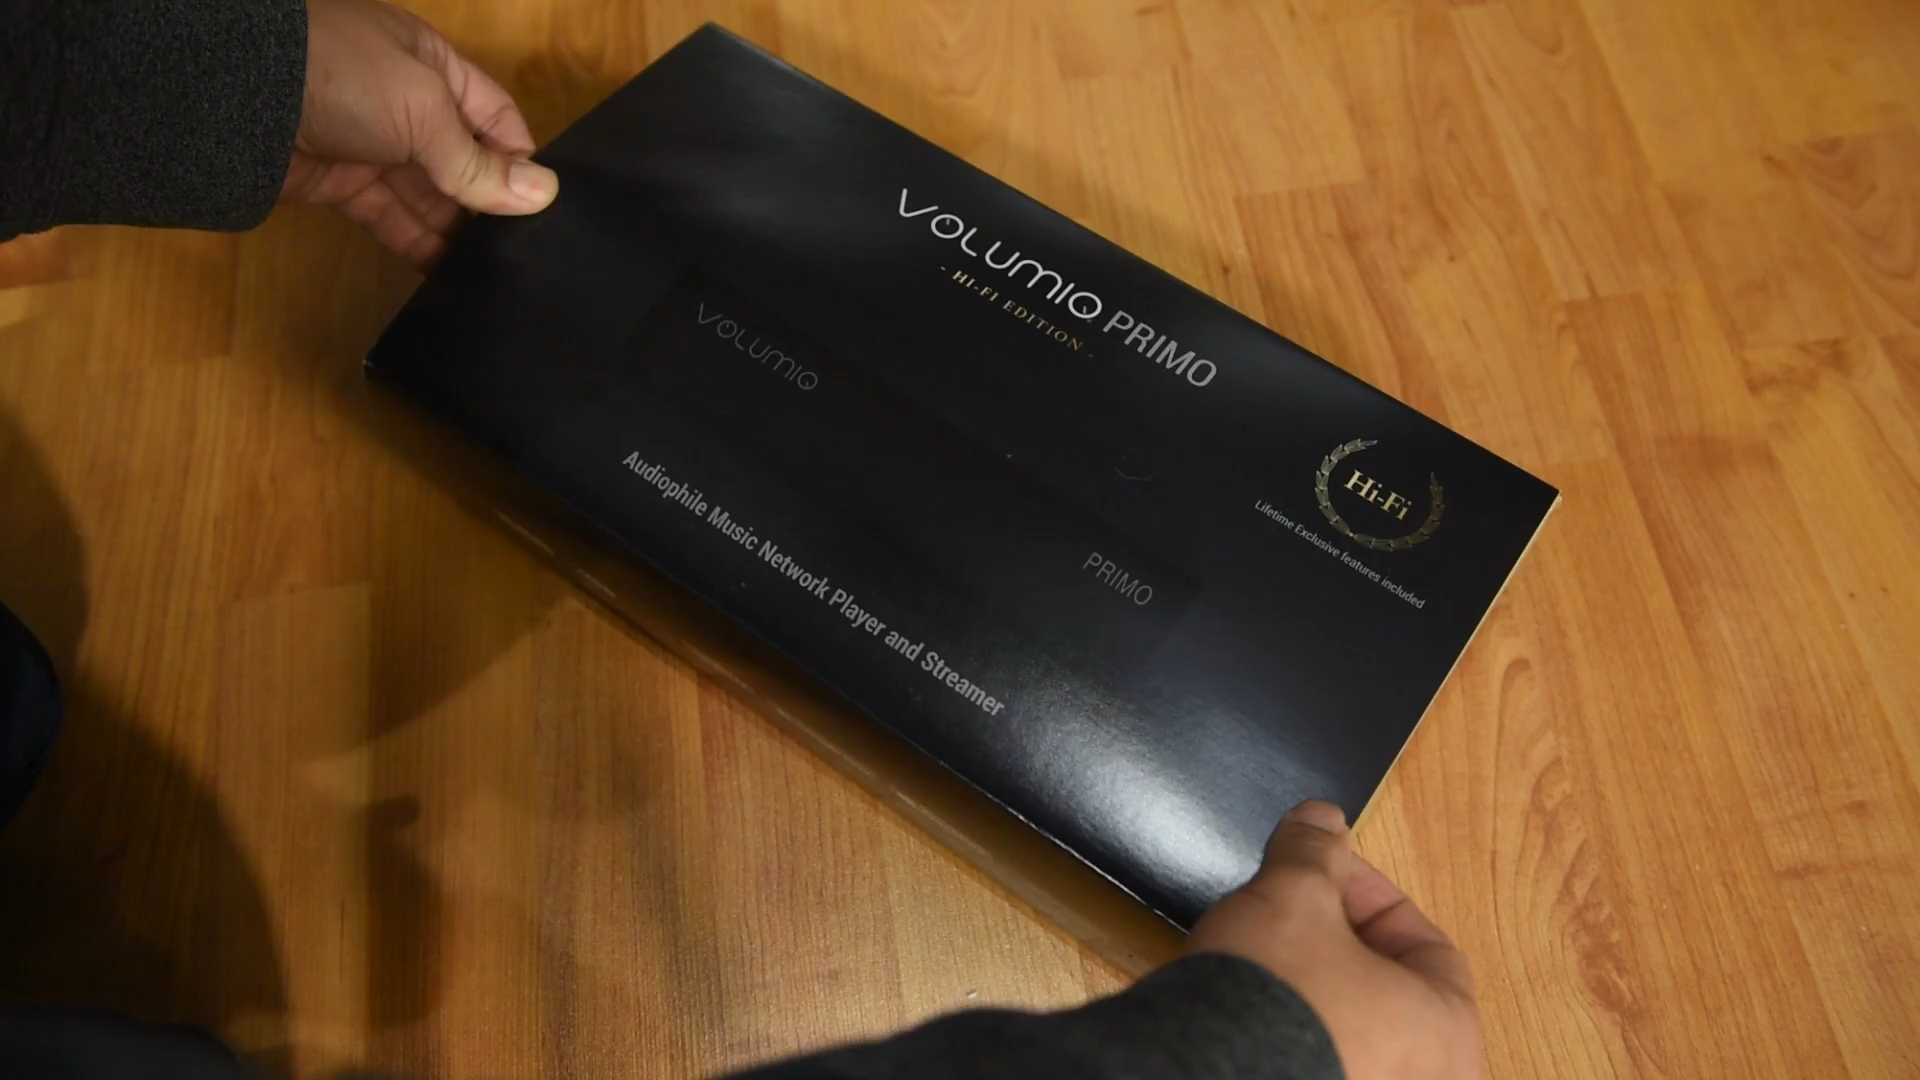 VOLUMIO PRIMO
- HI-FI EDITION -
VOLUMIO
PRIMO
Hi-Fi
Lifetime Exclusive features included
Audiophile Music Network Player and Streamer